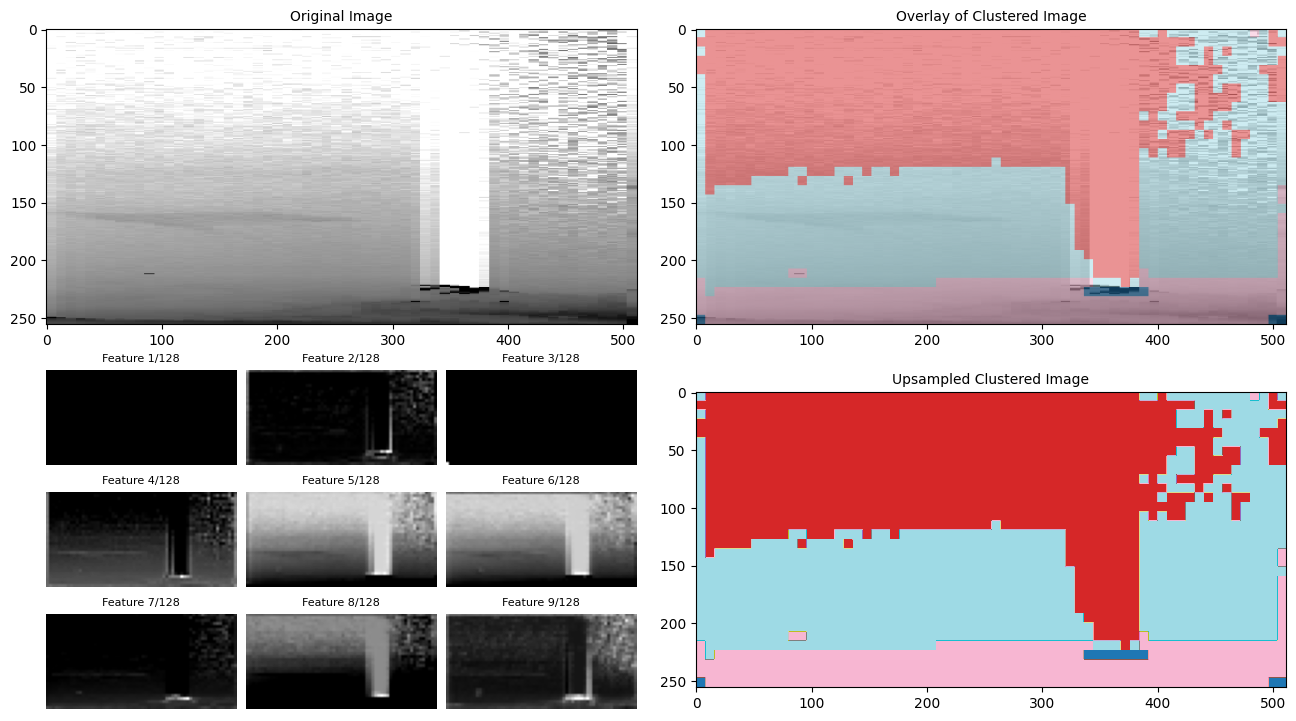 Original Image
0
50
100
150
200
250
0 100 200 300 400 500
Overlay of Clustered Image
0
50
100
150
200
250
0 100 200 300 400 500
Feature 1/128 Feature 2/128 Feature 3/128
Feature 4/128 Feature 5/128 Feature 6/128
Feature 7/128 Feature 8/128 Feature 9/128
Upsampled Clustered Image
0
50
100
150
200
250
0 100 200 300 400 500